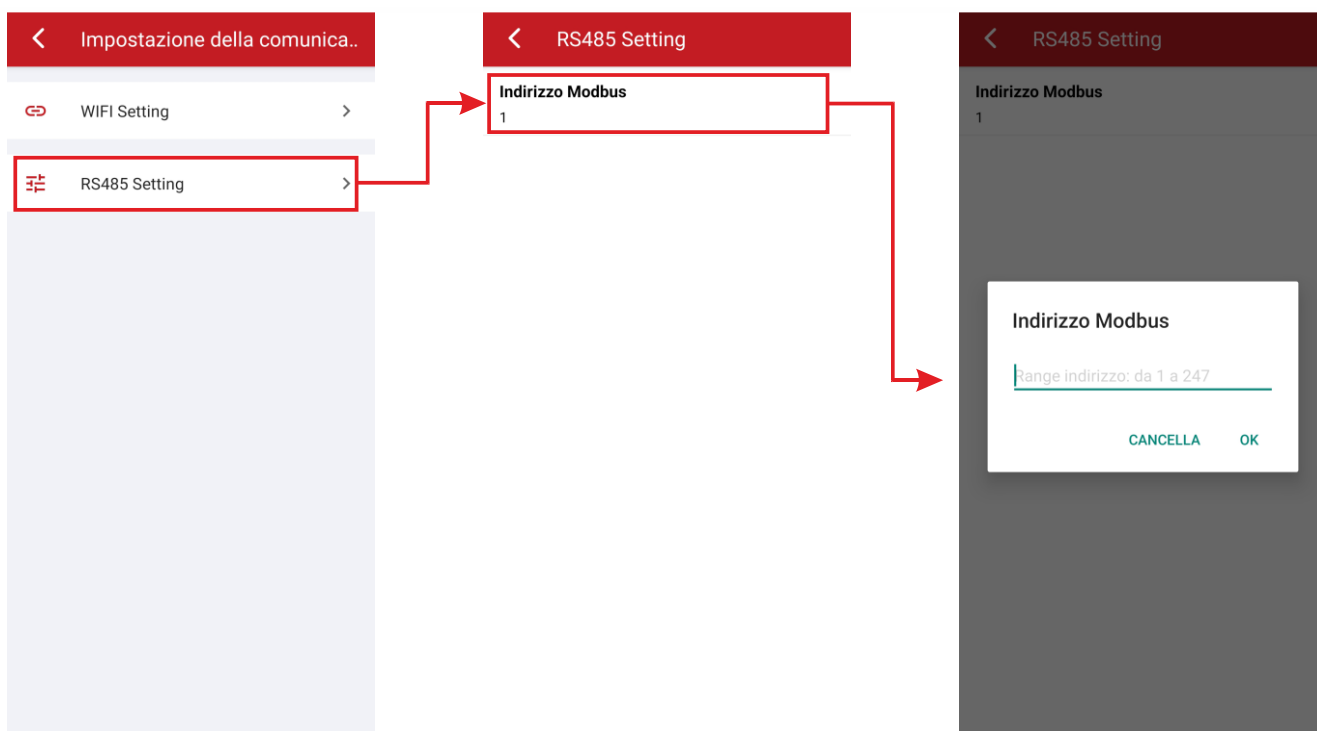 Impostazione della comunica..
WIFI Setting
RS485 Setting
RS485 Setting
Indirizzo Modbus
1
RS485 Setting
Indirizzo Modbus
1
Indirizzo Modbus
Range indirizzo: da 1 a 247
CANCELLA OK